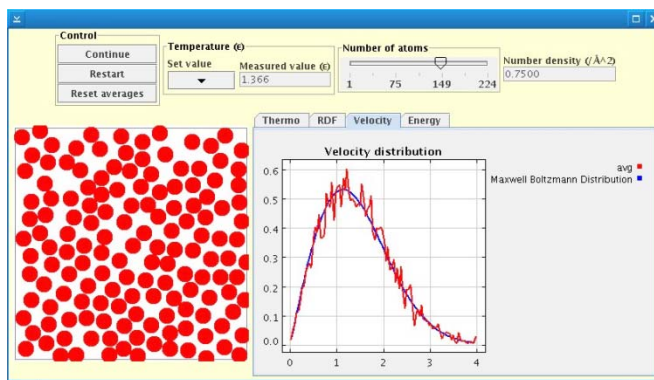 Control
Continue
Restart
Reset averages
Temperature (ε)
Set value
Measured value (ε)
1.366
Number of atoms
1 75 149 224
Number density (/Å^2)
0.7500
Thermo RDF Velocity Energy
Velocity distribution
avg
Maxwell Boltzmann Distribution
0.6
0.5
0.4
0.3
0.2
0.1
0.0
0 1 2 3 4